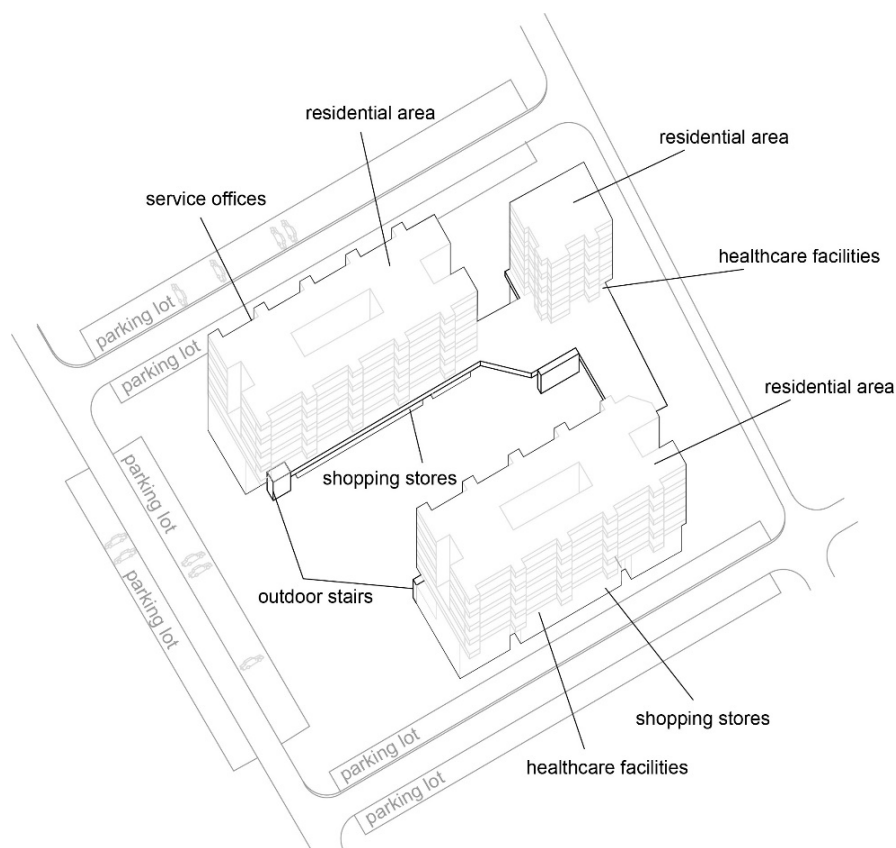 residential area
residential area
service offices
healthcare facilities
parking lot
parking lot
residential area
shopping stores
parking lot
parking lot
outdoor stairs
shopping stores
parking lot
healthcare facilities
parking lot